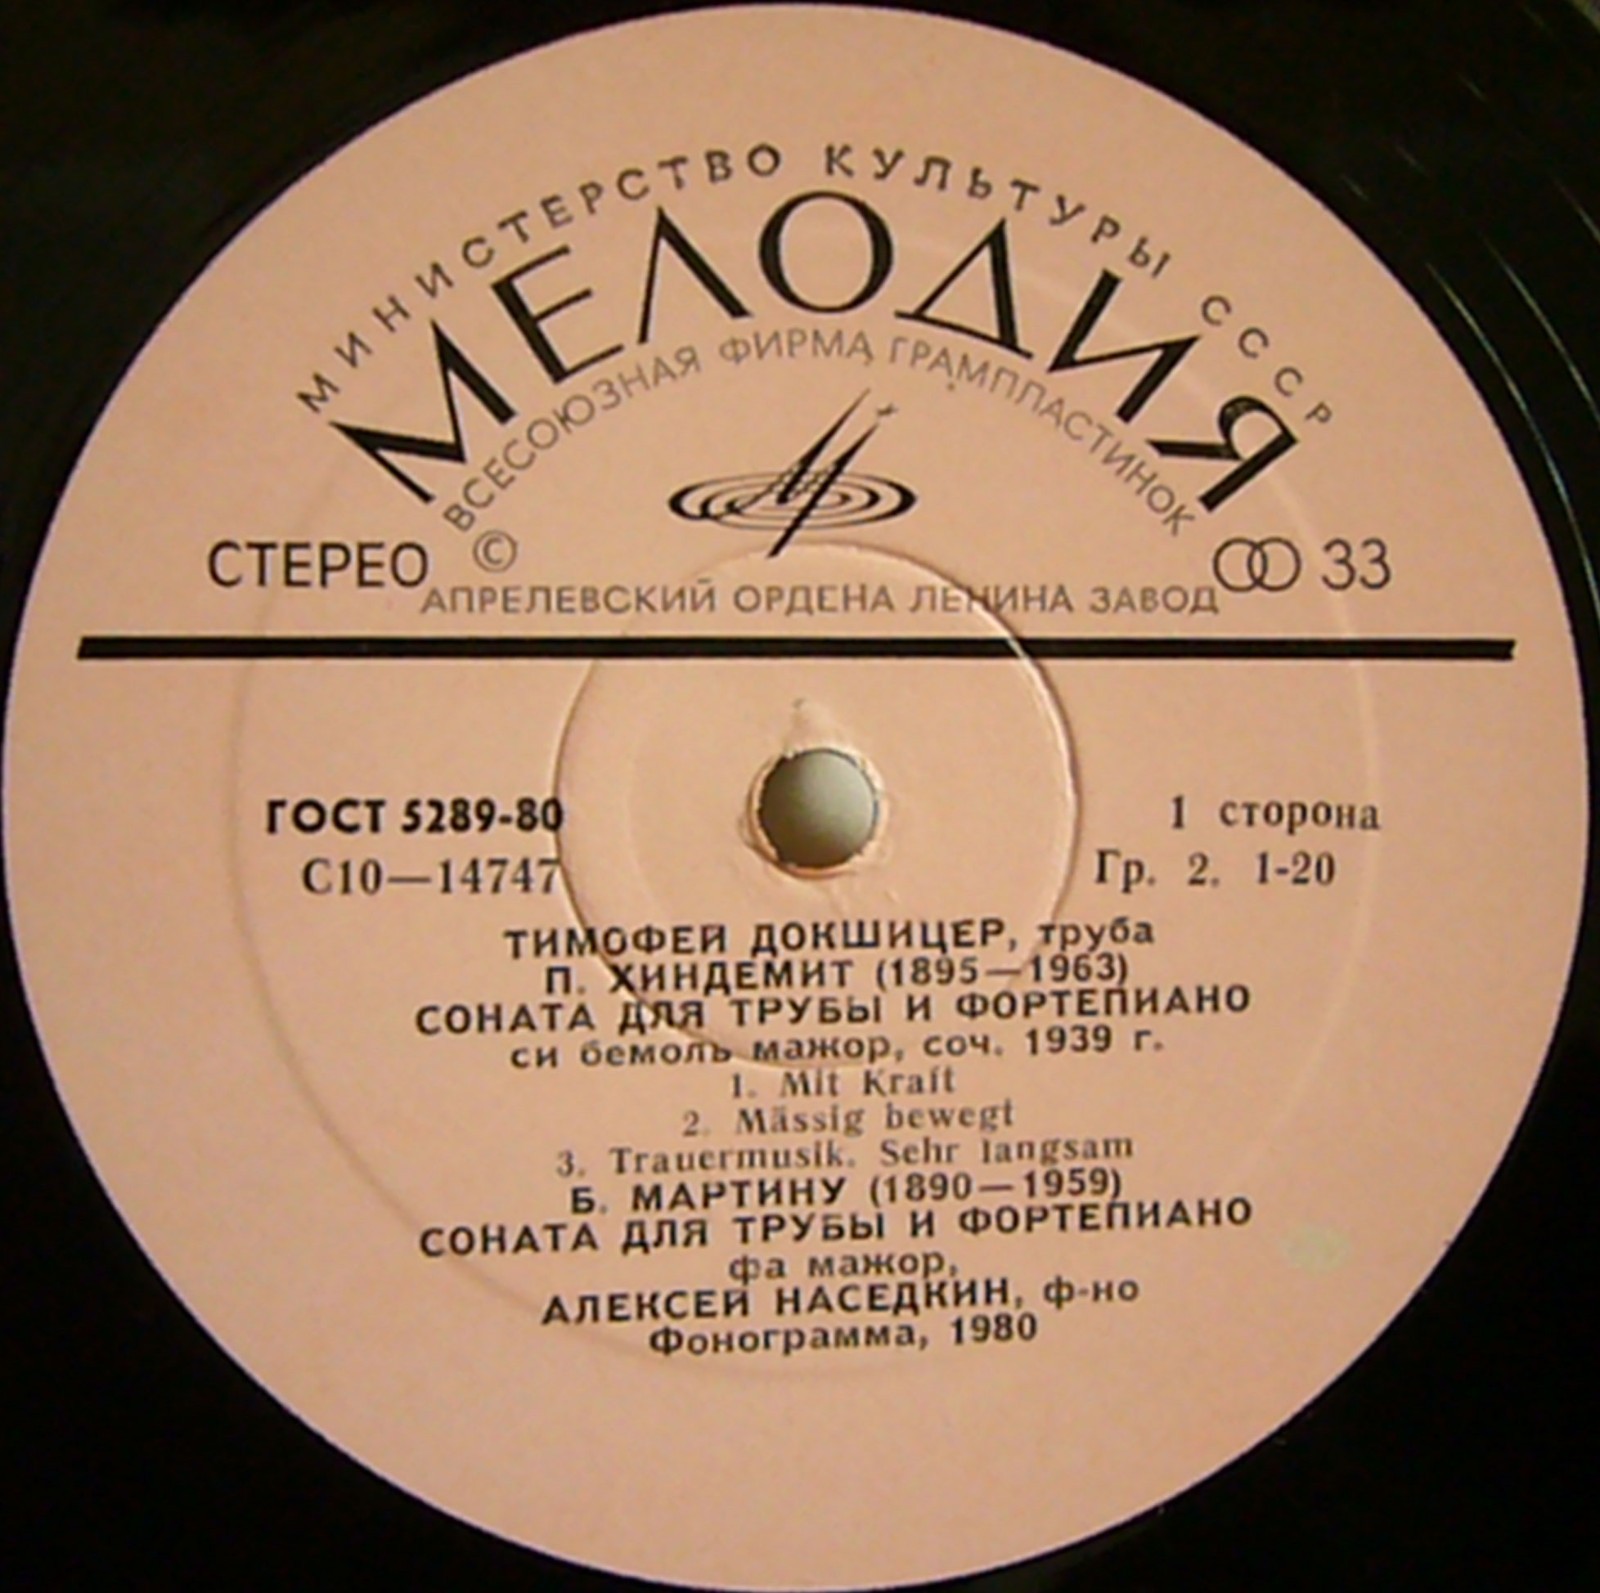 МИНИСТЕРСТВО КУЛЬТУРЫ СССР
МЕЛОДИЯ
ВСЕСОЮЗНАЯ ФИРМА ГРАМПЛАСТИНОК
СТЕРЕО © 33
АПРЕЛЕВСКИЙ ОРДЕНА ЛЕНИНА ЗАВОД
ГОСТ 5289-80 1 сторона
С10—14747 Гр. 2. 1-20
ТИМОФЕЙ ДОКШИЦЕР, труба
П. ХИНДЕМИТ (1895—1963)
СОНАТА ДЛЯ ТРУБЫ И ФОРТЕПИАНО
си бемоль мажор, соч. 1939 г.
1. Mit Kraft
2. Mässig bewegt
3. Trauermusik. Sehr langsam
Б. МАРТИНУ (1890—1959)
СОНАТА ДЛЯ ТРУБЫ И ФОРТЕПИАНО
фа мажор,
АЛЕКСЕЙ НАСЕДКИН, ф-но
Фонограмма, 1980